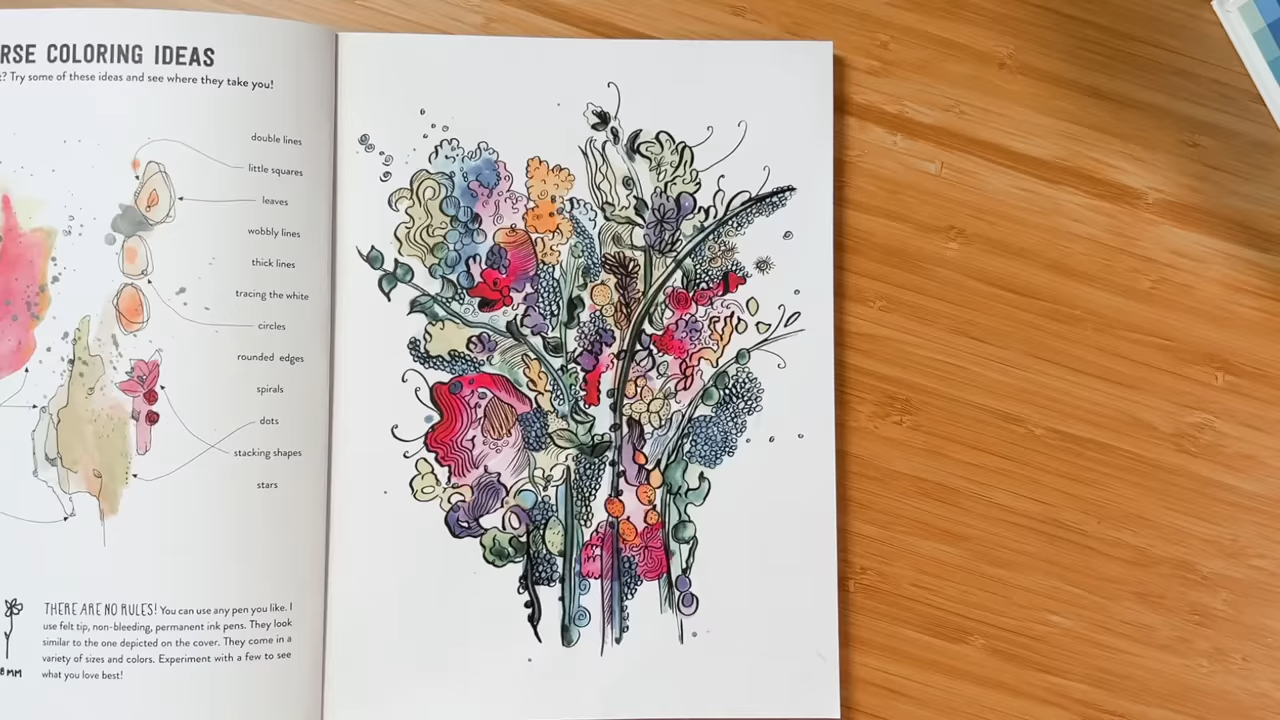 RSE COLORING IDEAS
? Try some of these ideas and see where they take you!
double lines
little squares
leaves
wobbly lines
thick lines
tracing the white
circles
rounded edges
spirals
dots
stacking shapes
stars
THERE ARE NO RULES! You can use any pen you like. I
use felt tip, non-bleeding, permanent ink pens. They look
similar to the one depicted on the cover. They come in a
variety of sizes and colors. Experiment with a few to see
8 MM
what you love best!